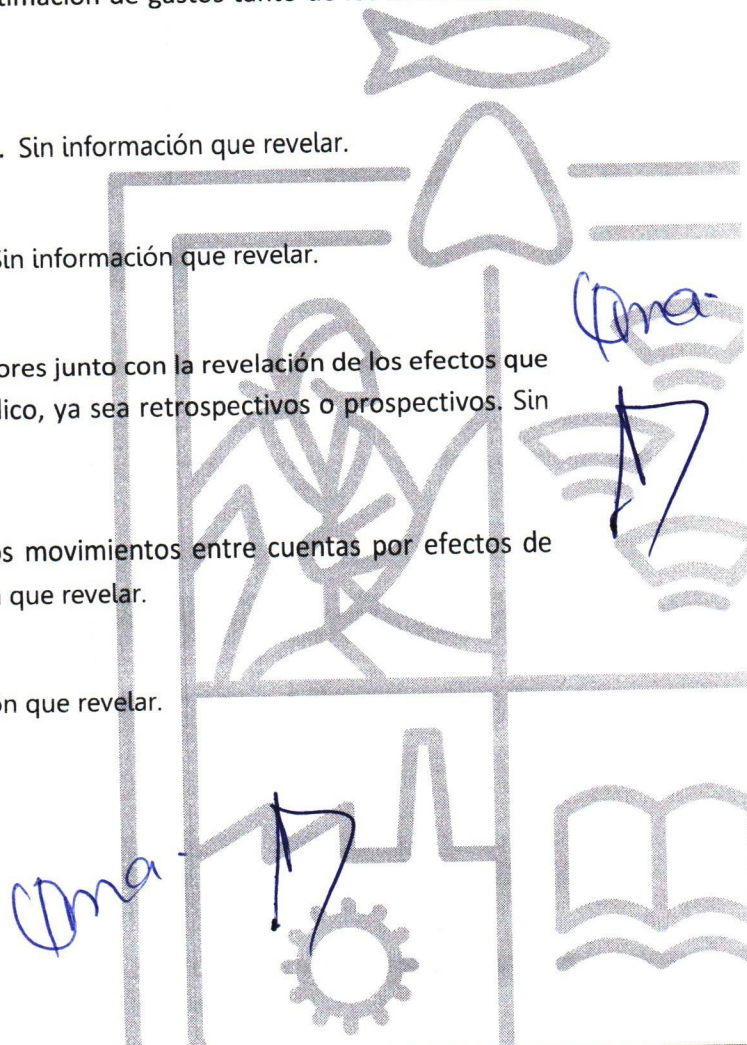 timación de gastos tanto de los
. Sin información que revelar.
Sin información que revelar.
ores junto con la revelación de los efectos que
lico, ya sea retrospectivos o prospectivos. Sin
os movimientos entre cuentas por efectos de
que revelar.
ón que revelar.